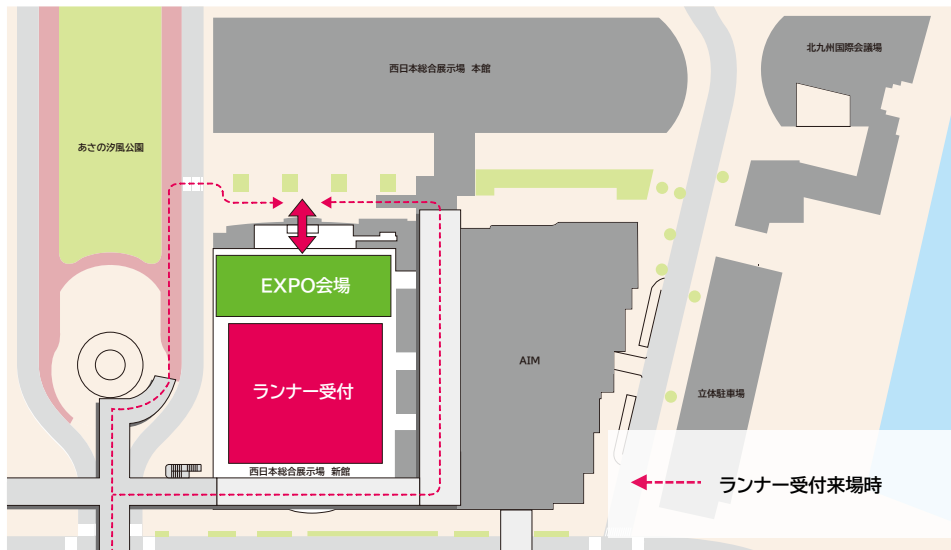 北九州国際会議場
西日本総合展示場 本館
あさの汐風公園
EXPO会場
ランナー受付
AIM
立体駐車場
西日本総合展示場 新館
ランナー受付来場時